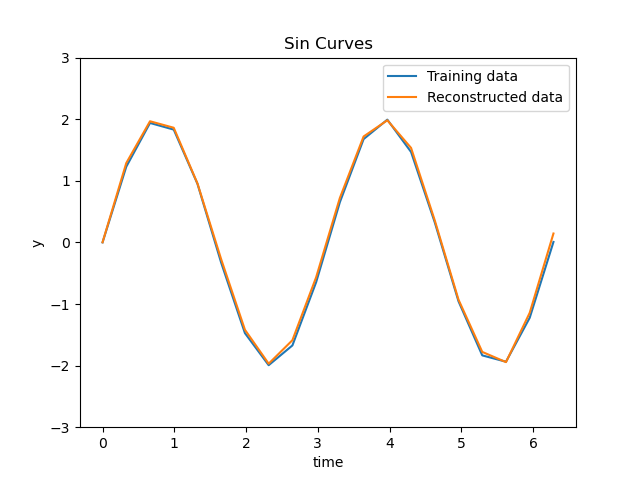 Sin Curves
Training data
Reconstructed data
3
2
1
0
−1
−2
−3
y
0 1 2 3 4 5 6
time